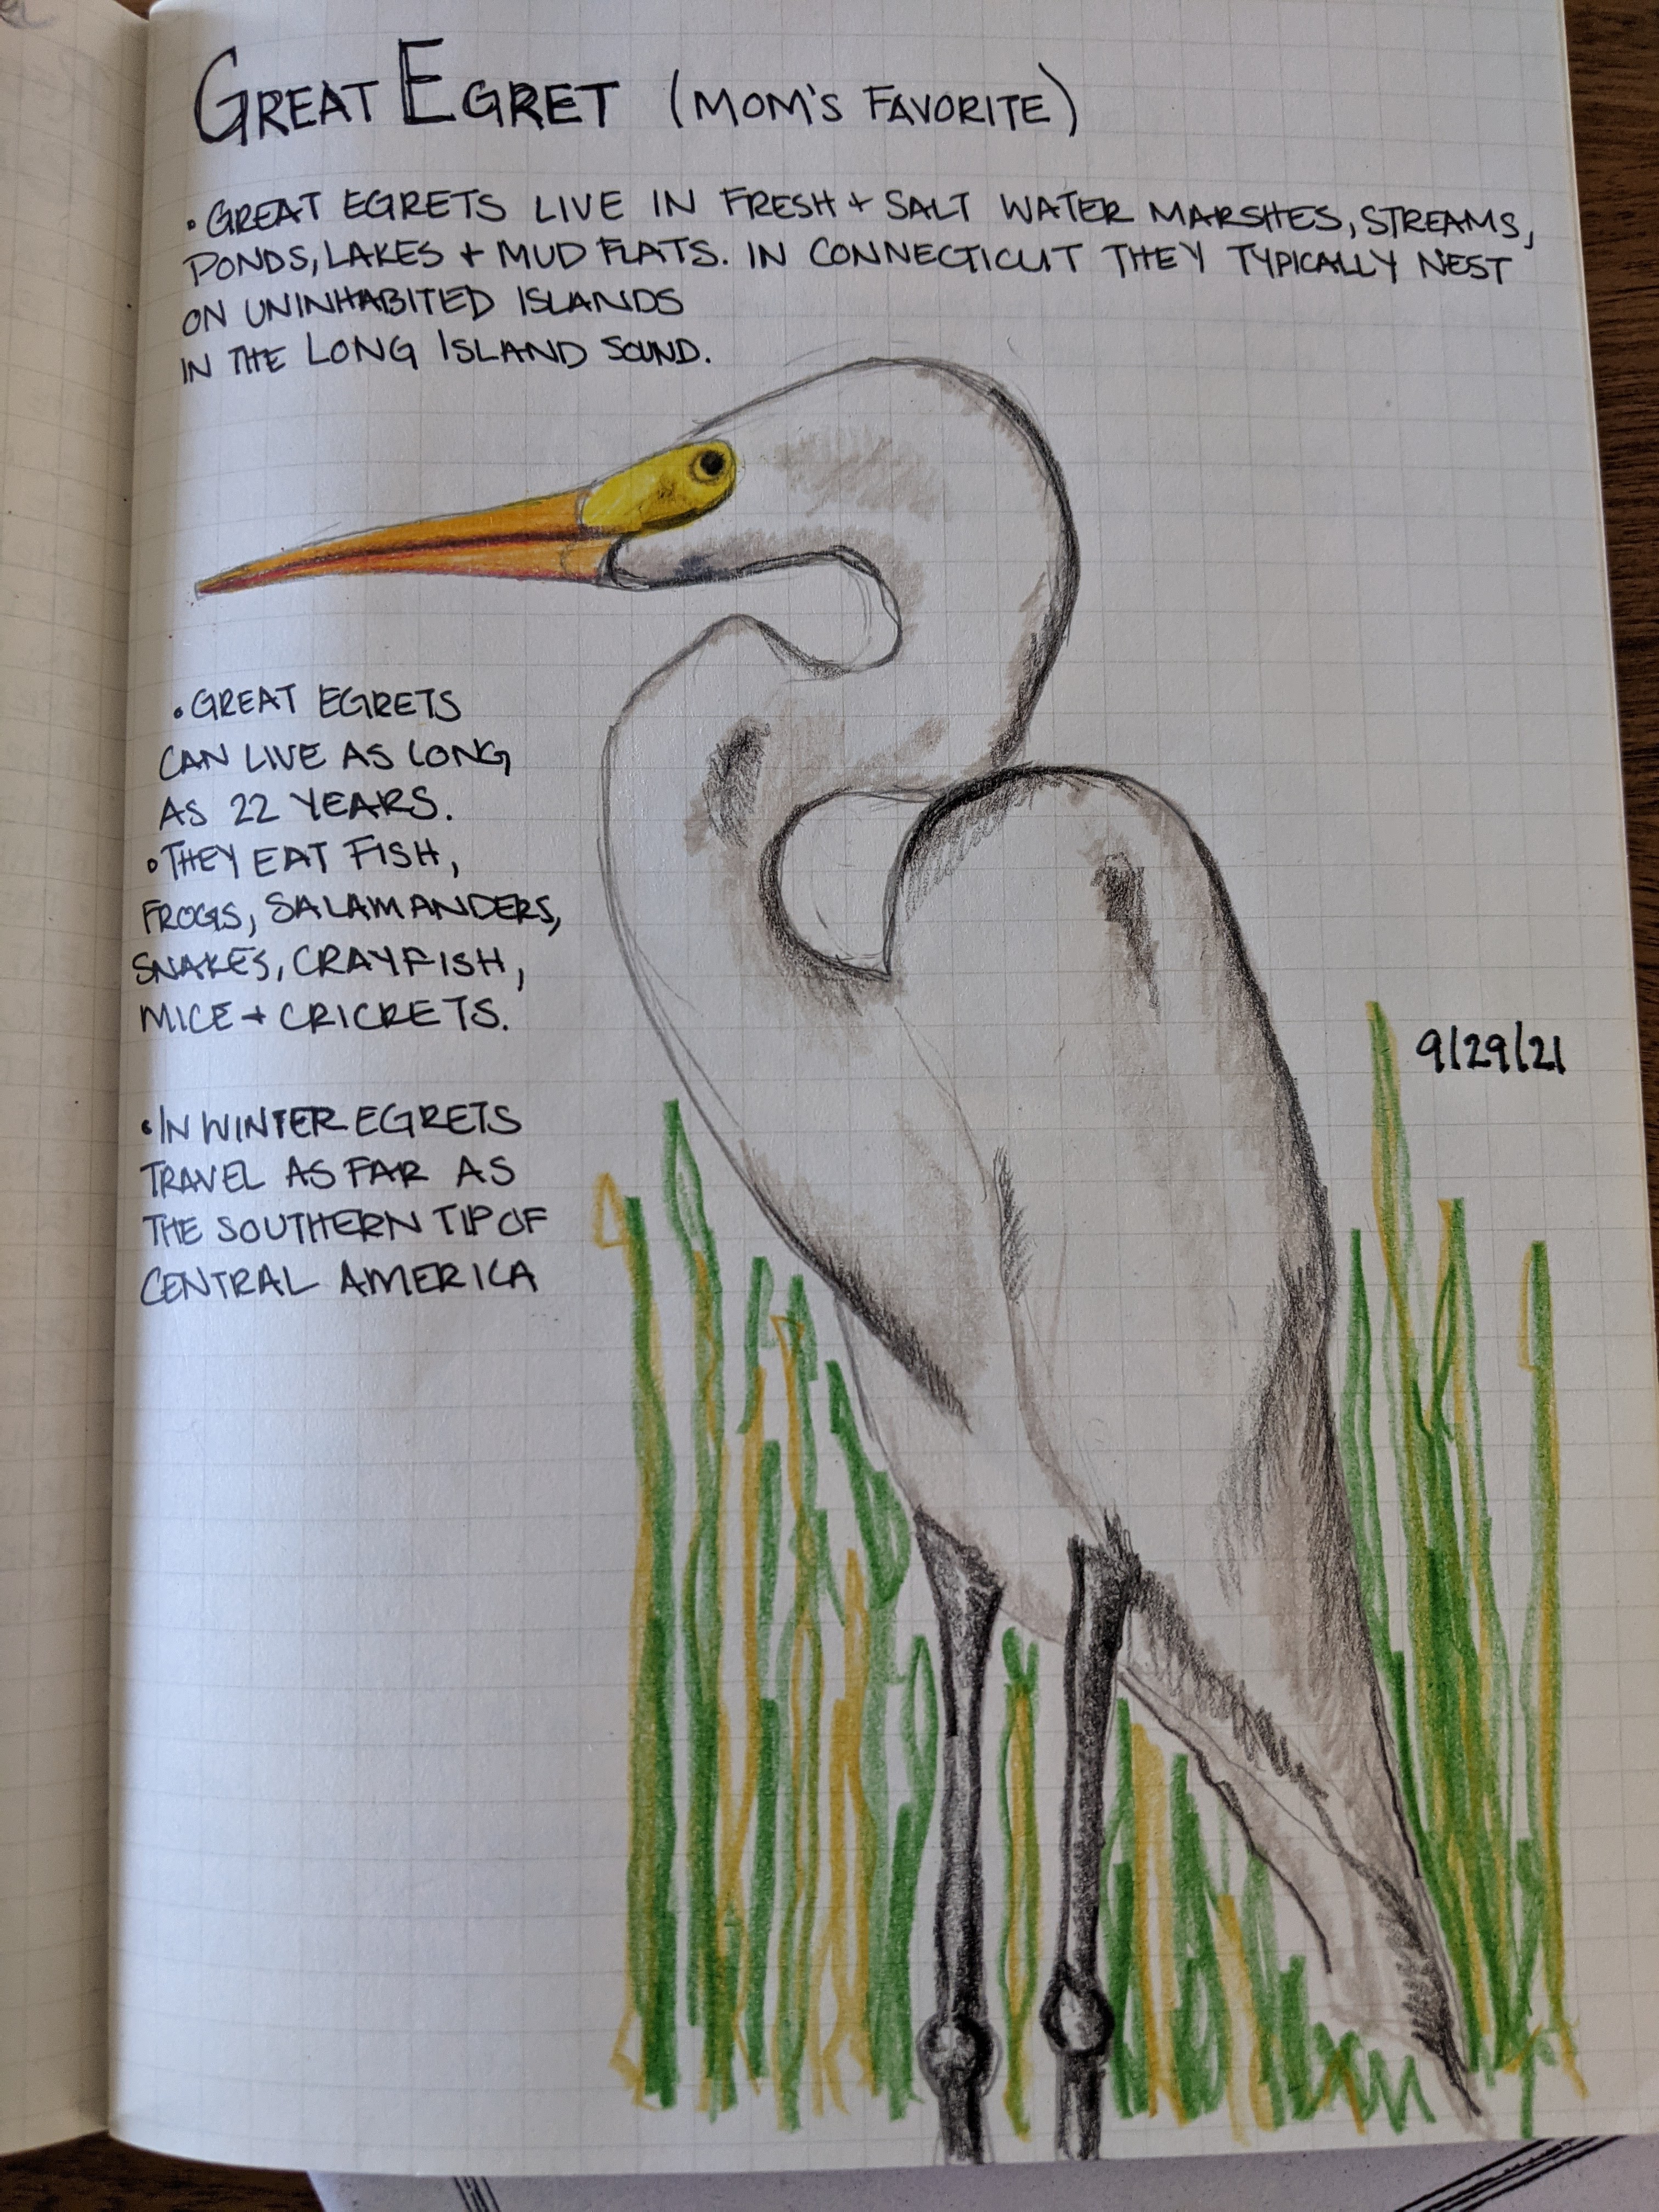 GREAT EGRET (MOM'S FAVORITE)
• GREAT EGRETS LIVE IN FRESH + SALT WATER MARSHES, STREAMS,
PONDS, LAKES + MUD FLATS. IN CONNECTICUT THEY TYPICALLY NEST
ON UNINHABITED ISLANDS
IN THE LONG ISLAND SOUND.
• GREAT EGRETS
CAN LIVE AS LONG
AS 22 YEARS.
• THEY EAT FISH,
FROGS, SALAMANDERS,
SNAKES, CRAYFISH,
MICE + CRICKETS.
9/29/21
• IN WINTER EGRETS
TRAVEL AS FAR AS
THE SOUTHERN TIP OF
CENTRAL AMERICA